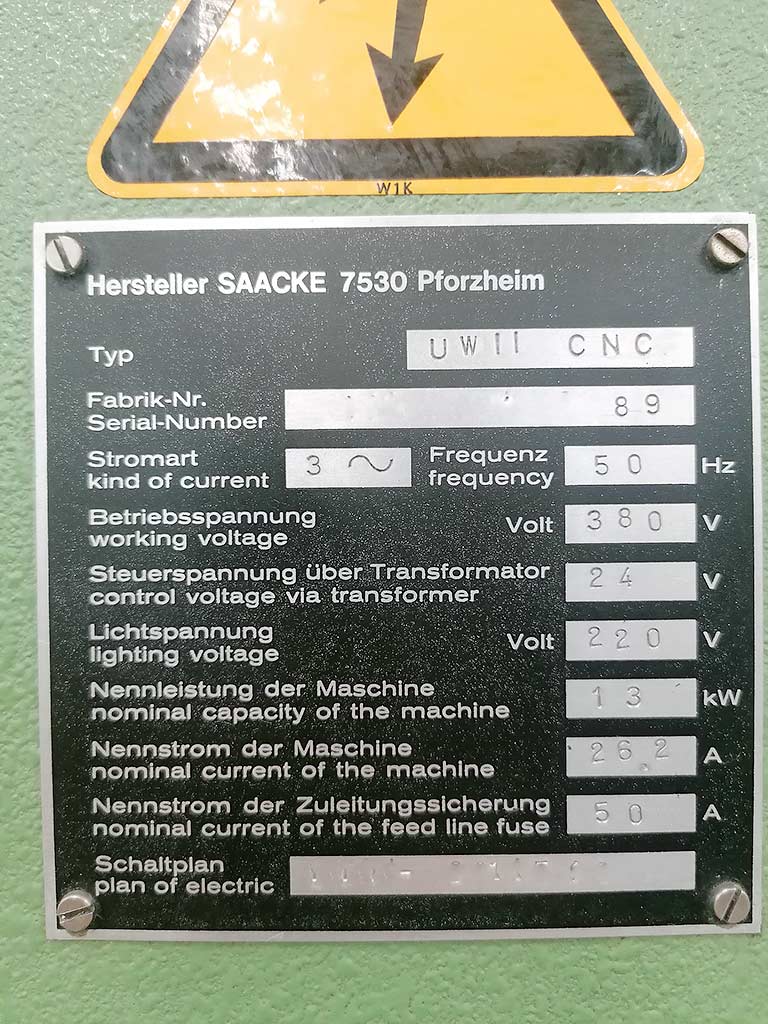 W1K
Hersteller SAACKE 7530 Pforzheim
Typ UW II CNC
Fabrik-Nr.
Serial-Number 89
Stromart
kind of current 3 ~ Frequenz
frequency 50 Hz
Betriebsspannung
working voltage Volt 380 V
Steuerspannung über Transformator
control voltage via transformer 24 V
Lichtspannung
lighting voltage Volt 220 V
Nennleistung der Maschine
nominal capacity of the machine 13 kW
Nennstrom der Maschine
nominal current of the machine 26.2 A
Nennstrom der Zuleitungssicherung
nominal current of the feed line fuse 50 A
Schaltplan
plan of electric